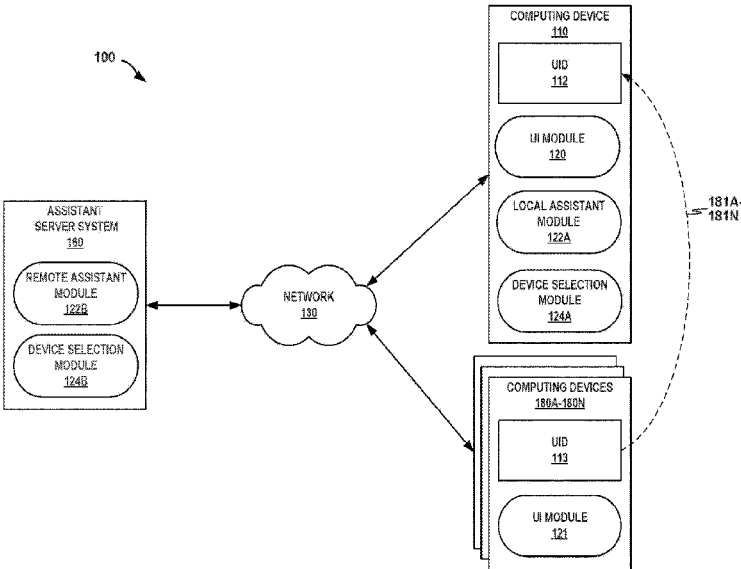 100
COMPUTING DEVICE
110
UID
112
UI MODULE
120
LOCAL ASSISTANT
MODULE
122A
DEVICE SELECTION
MODULE
124A
181A-
181N
ASSISTANT
SERVER SYSTEM
160
REMOTE ASSISTANT
MODULE
122B
DEVICE SELECTION
MODULE
124B
NETWORK
130
COMPUTING DEVICES
180A-180N
UID
113
UI MODULE
121